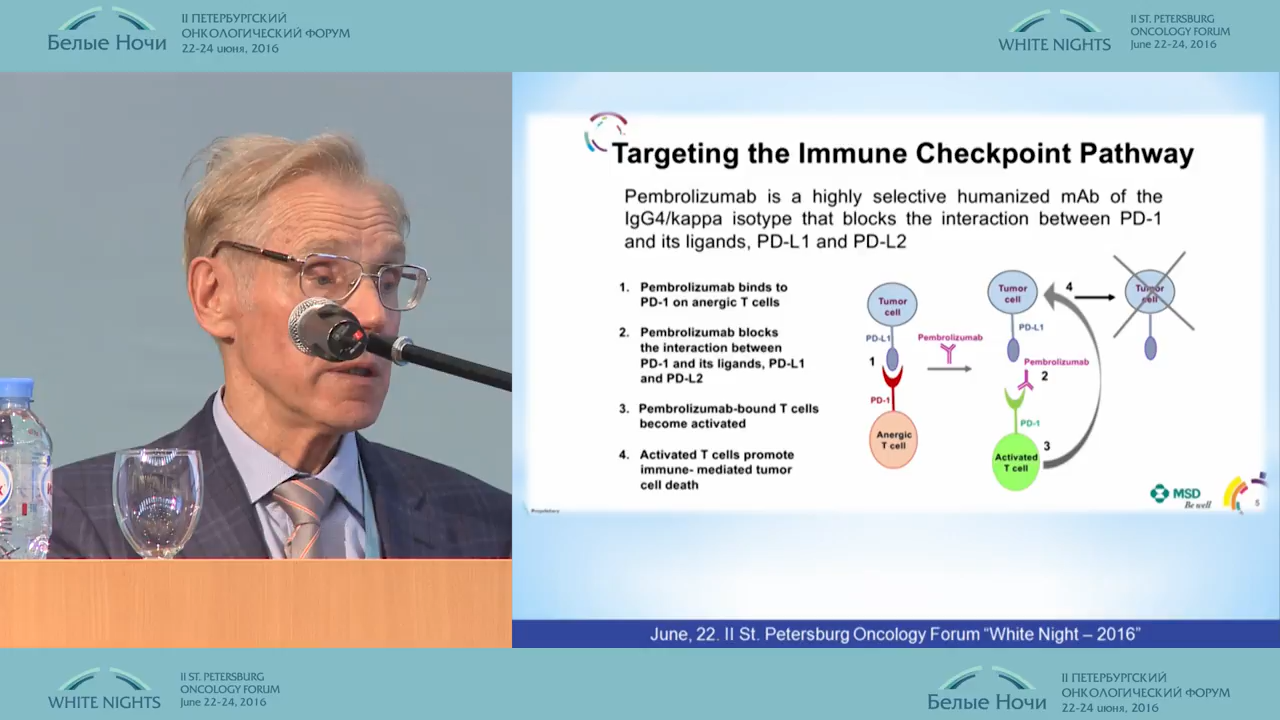 II ПЕТЕРБУРГСКИЙ
ОНКОЛОГИЧЕСКИЙ ФОРУМ
22-24 июня, 2016
Белые Ночи
II ST. PETERSBURG
ONCOLOGY FORUM
June 22-24, 2016
WHITE NIGHTS
Targeting the Immune Checkpoint Pathway
Pembrolizumab is a highly selective humanized mAb of the
IgG4/kappa isotype that blocks the interaction between PD-1
and its ligands, PD-L1 and PD-L2
1. Pembrolizumab binds to
PD-1 on anergic T cells
2. Pembrolizumab blocks
the interaction between
PD-1 and its ligands, PD-L1
and PD-L2
3. Pembrolizumab-bound T cells
become activated
4. Activated T cells promote
immune- mediated tumor
cell death
Tumor
cell
PD-L1
1
PD-1
Anergic
T cell
Pembrolizumab
Tumor
cell
PD-L1
Pembrolizumab
2
PD-1
3
Activated
T cell
4
Tumor
cell
MSD
Be well
5
Proprietary
June, 22. II St. Petersburg Oncology Forum “White Night – 2016”
II ST. PETERSBURG
ONCOLOGY FORUM
June 22-24, 2016
WHITE NIGHTS
II ПЕТЕРБУРГСКИЙ
ОНКОЛОГИЧЕСКИЙ ФОРУМ
22-24 июня, 2016
Белые Ночи